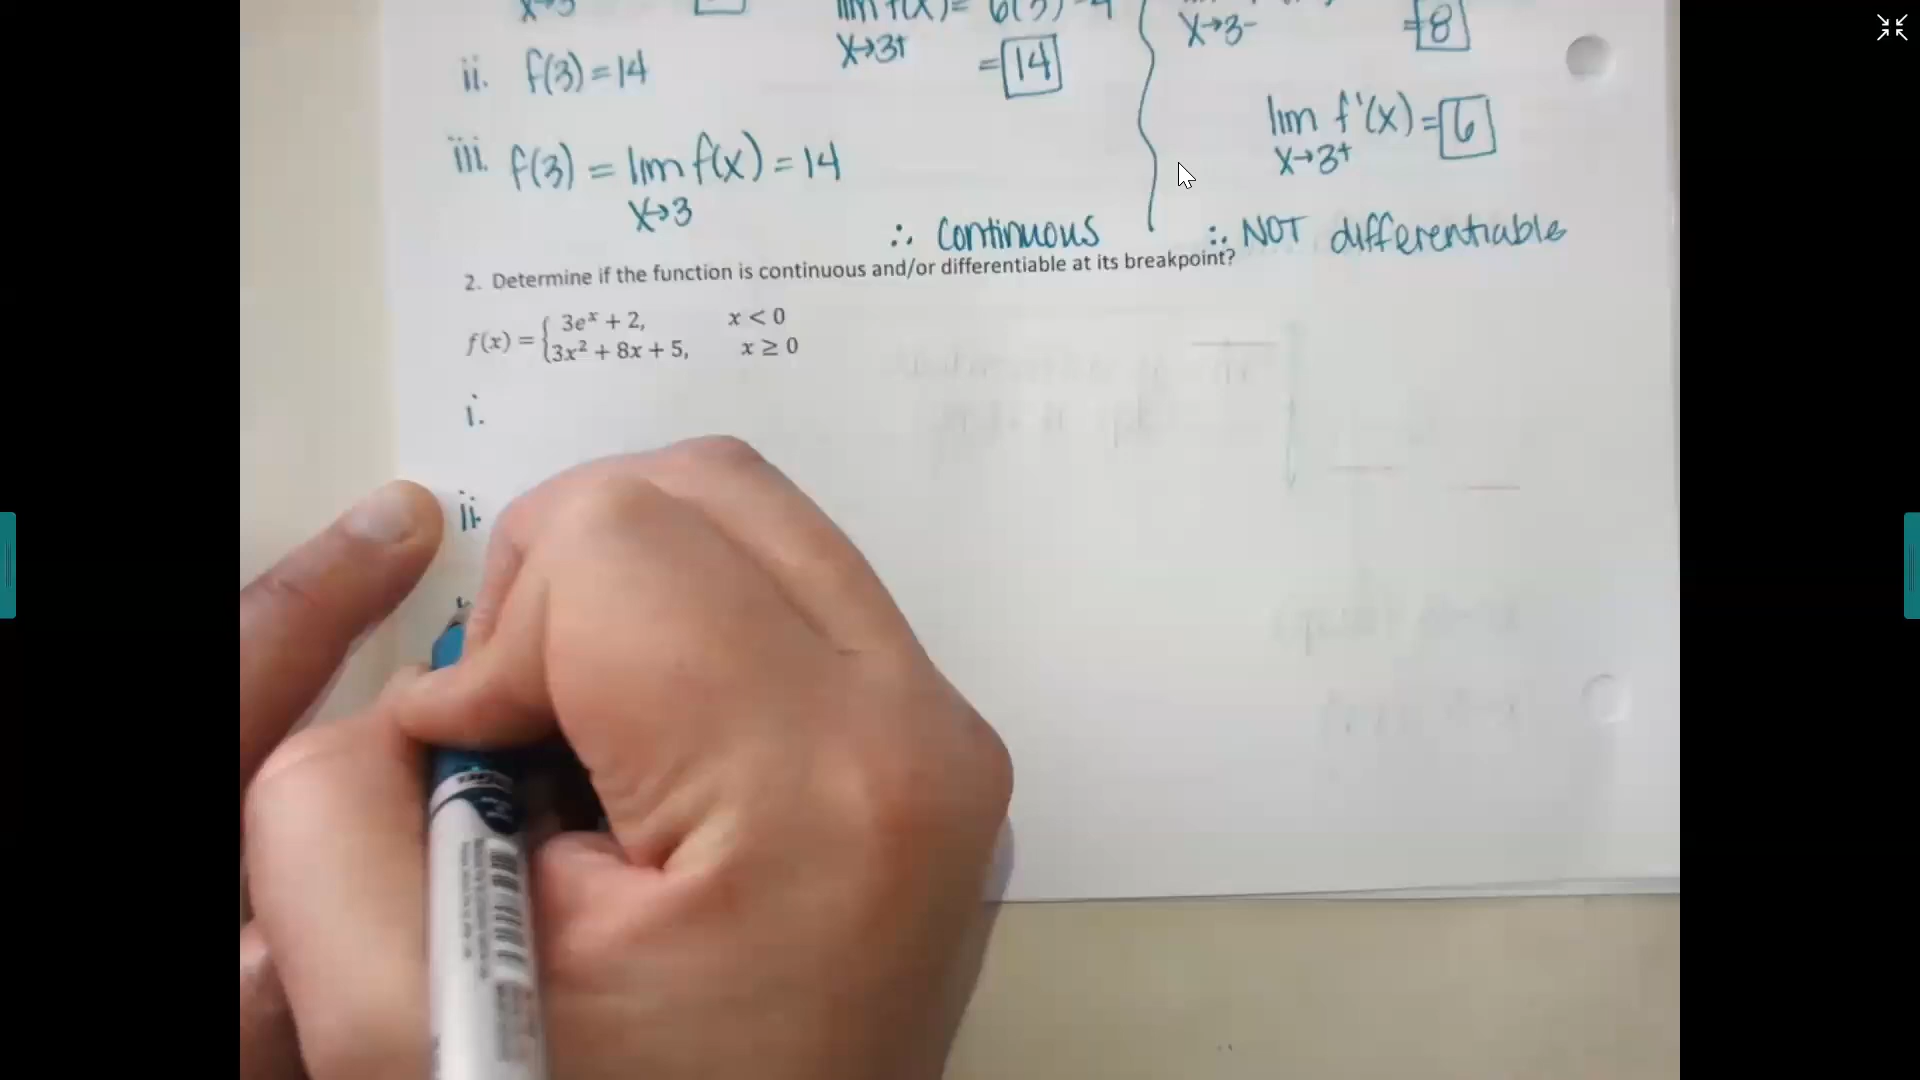 lim f(x) = 6(3) - 4
x→3
x→3⁺
x→3⁻
= 8
ii. f(3) = 14
= 14
lim f'(x) = 6
x→3⁺
iii. f(3) = lim f(x) = 14
x→3
∴ Continuous
∴ NOT differentiable
2. Determine if the function is continuous and/or differentiable at its breakpoint?
f(x) = { 3eˣ + 2, x < 0
3x² + 8x + 5, x ≥ 0
i.
ii